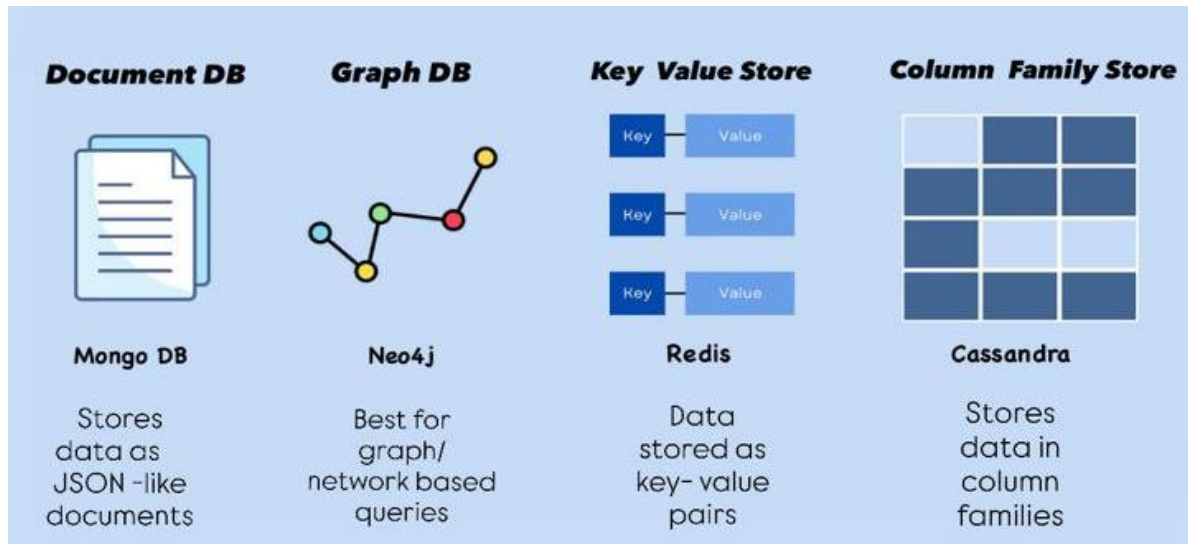 Document DB
Graph DB
Key Value Store
Column Family Store
Key
Value
Key
Value
Key
Value
Mongo DB
Neo4j
Redis
Cassandra
Stores
data as
JSON -like
documents
Best for
graph/
network based
queries
Data
stored as
key- value
pairs
Stores
data in
column
families